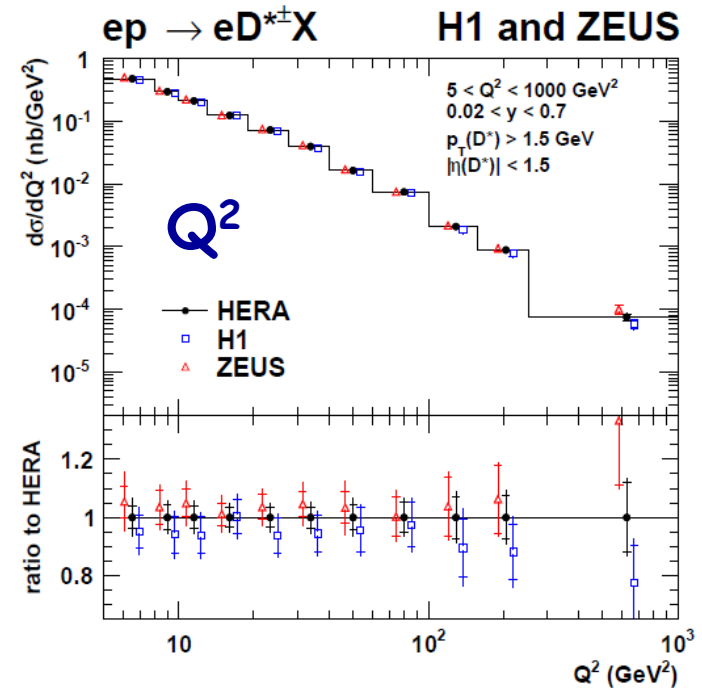 ep → eD*±X H1 and ZEUS
dσ/dQ² (nb/GeV²)
1
10⁻¹
10⁻²
10⁻³
10⁻⁴
10⁻⁵
5 < Q² < 1000 GeV²
0.02 < y < 0.7
p_T(D*) > 1.5 GeV
|η(D*)| < 1.5
Q²
HERA
H1
ZEUS
ratio to HERA
1.2
1
0.8
10 10² 10³
Q² (GeV²)